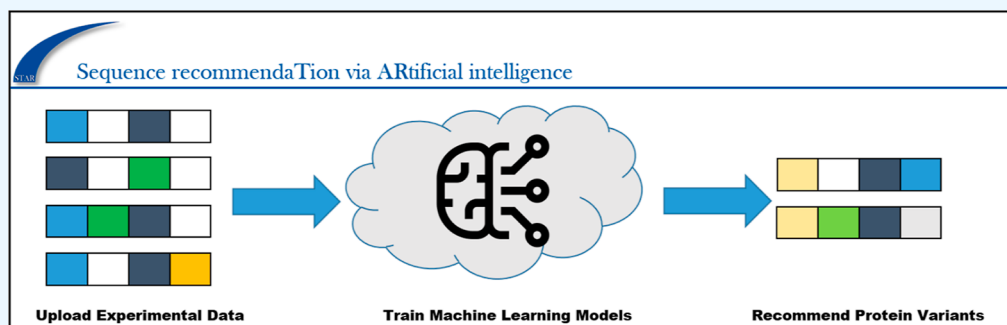 STAR
Sequence recommendaTion via ARtificial intelligence
Upload Experimental Data
Train Machine Learning Models
Recommend Protein Variants